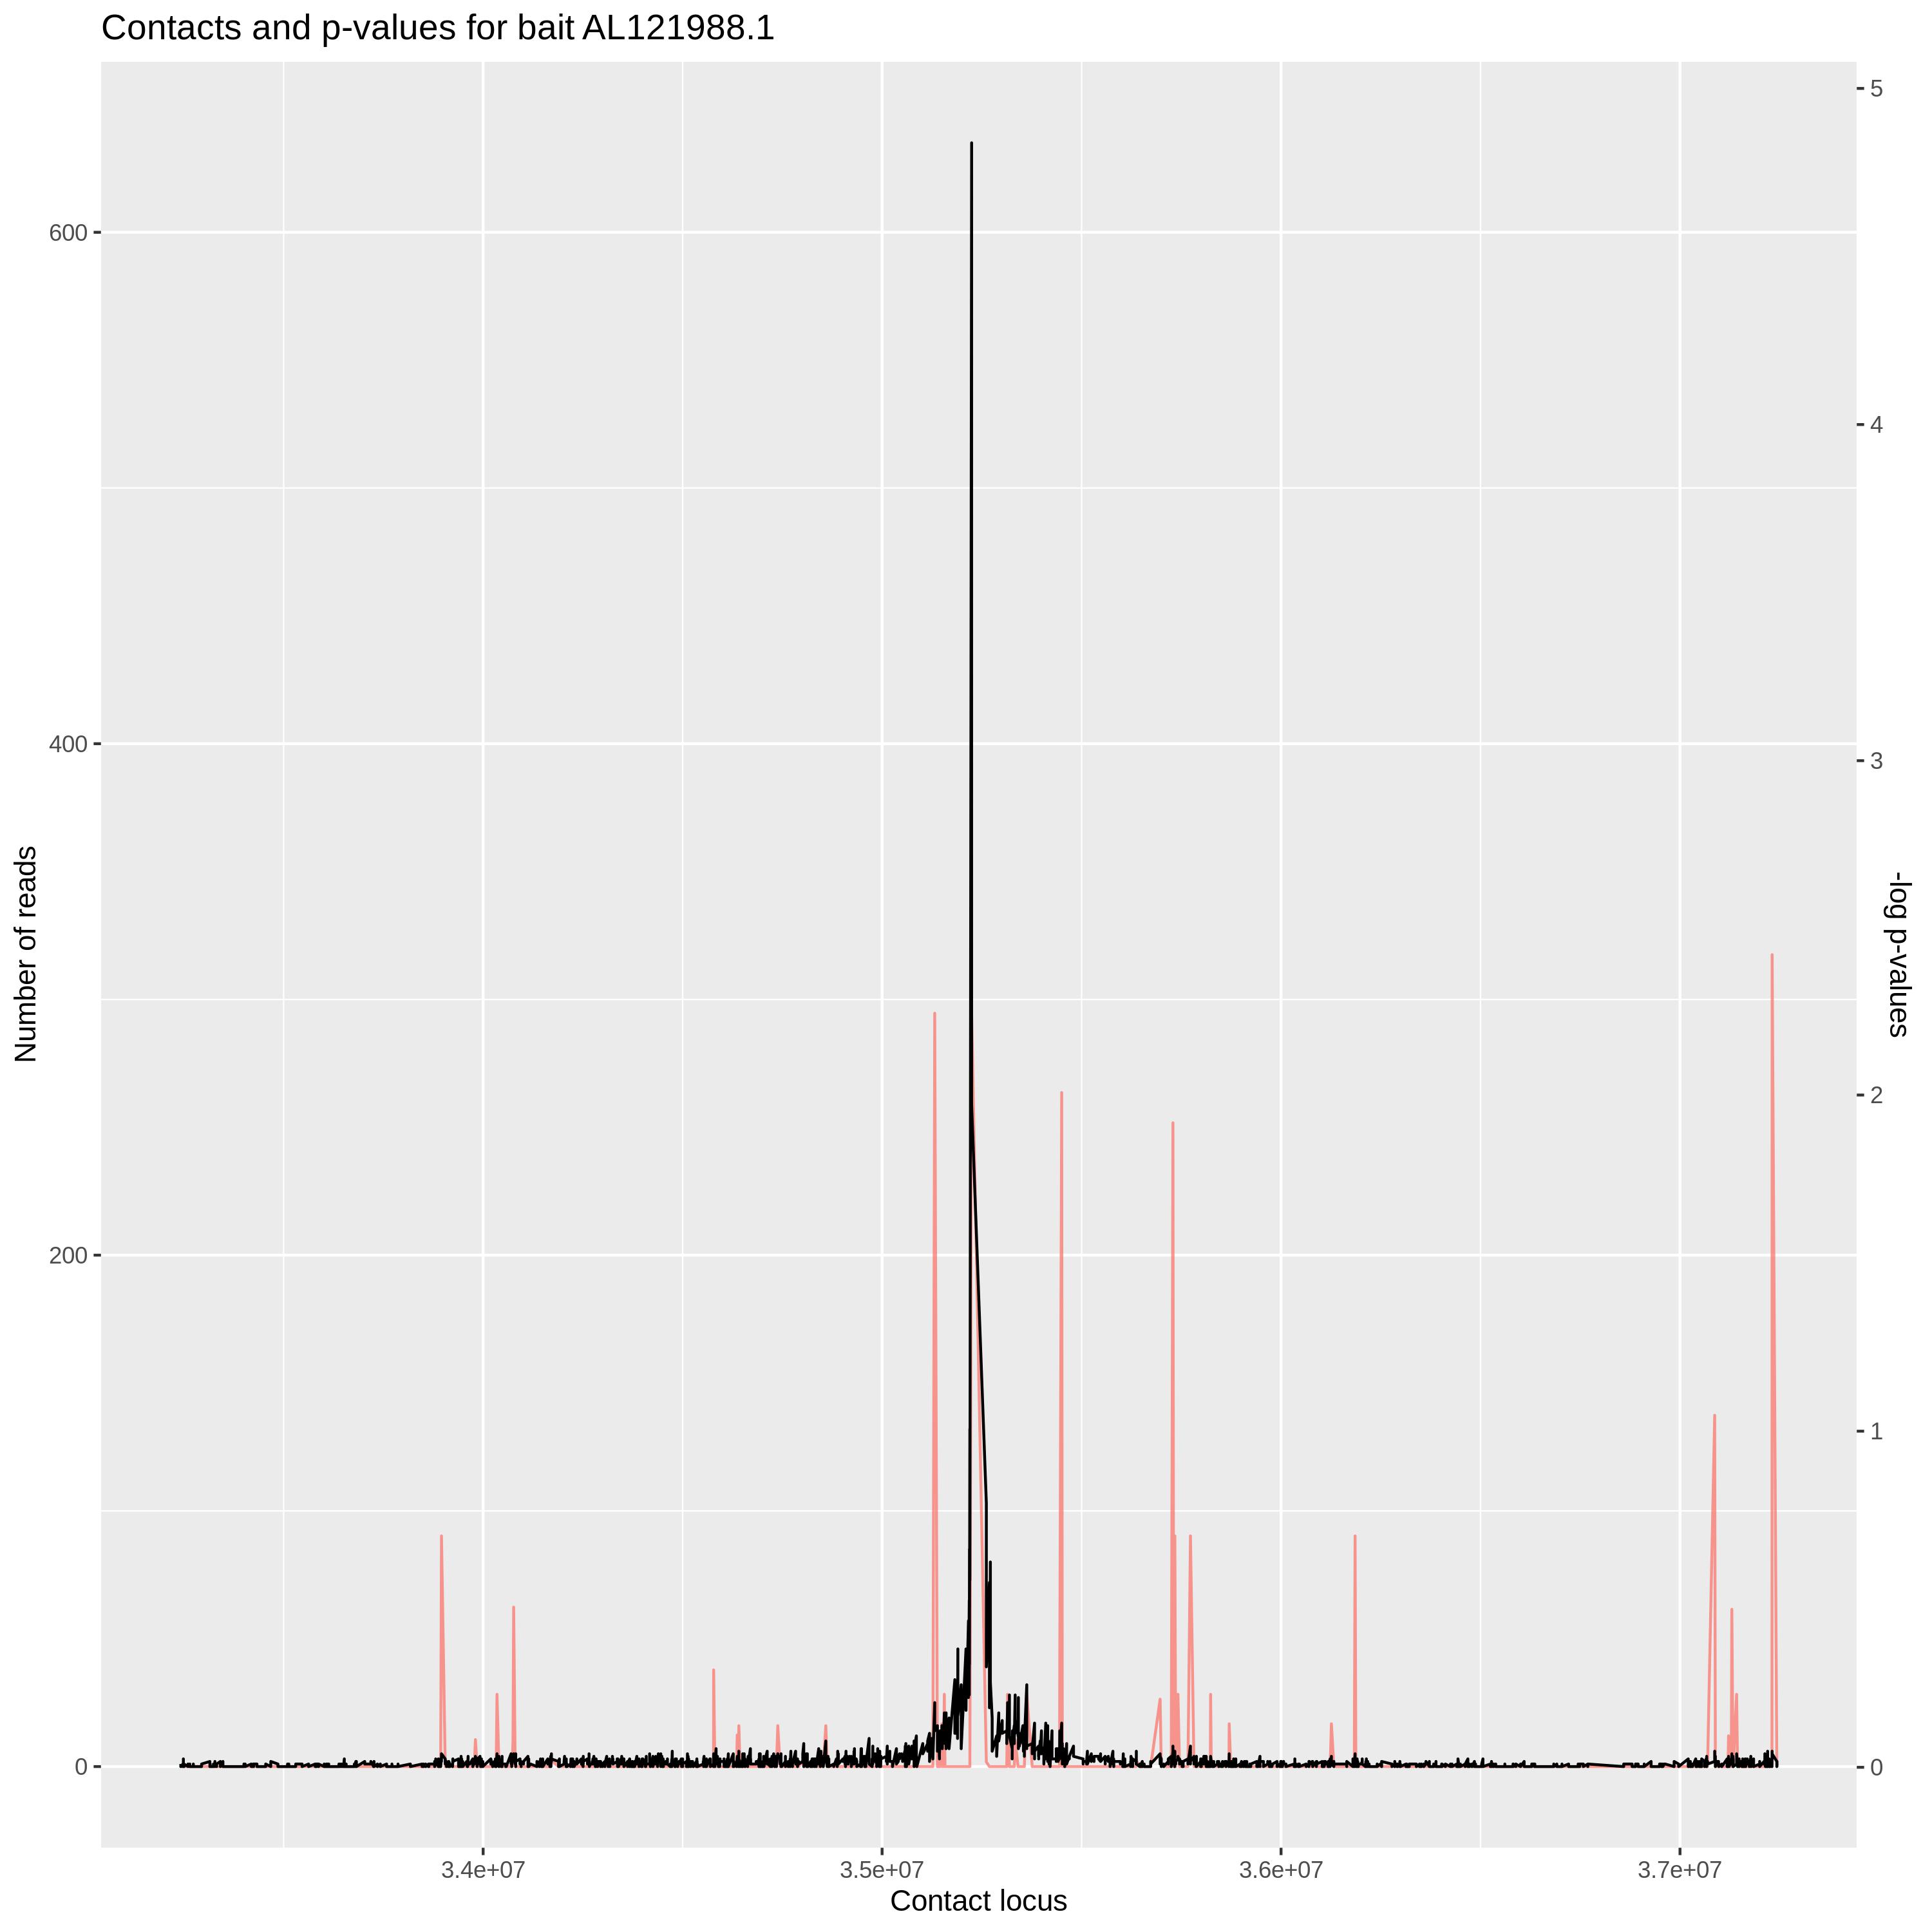 Contacts and p-values for bait AL121988.1
600
400
200
0
Number of reads
5
4
3
2
1
0
-log p-values
3.4e+07 3.5e+07 3.6e+07 3.7e+07
Contact locus